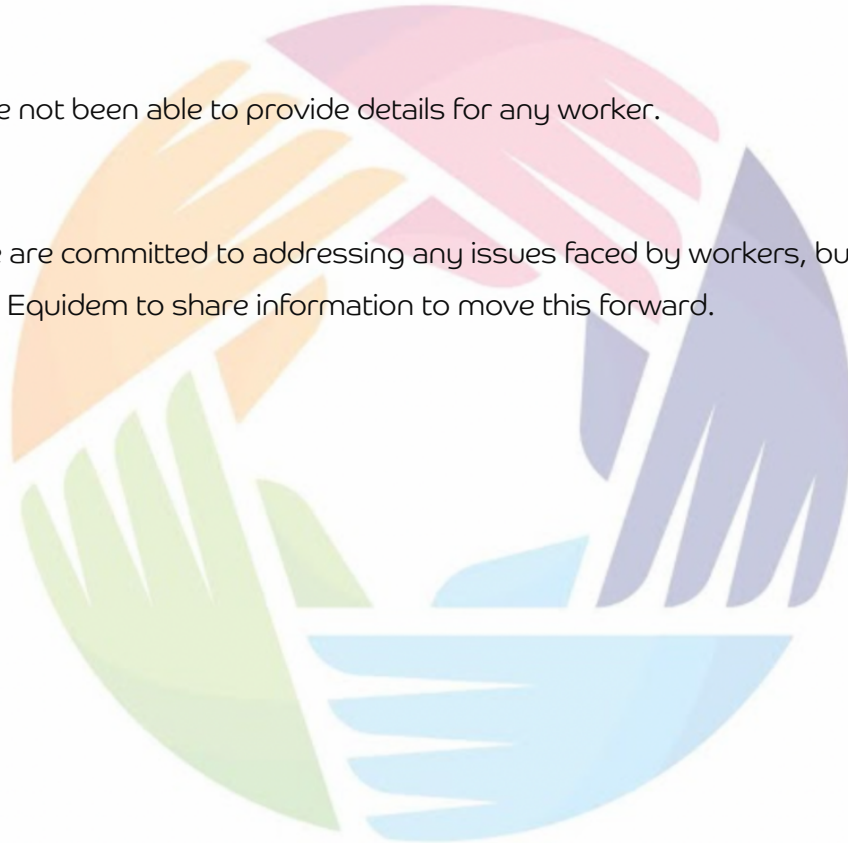 e not been able to provide details for any worker.
e are committed to addressing any issues faced by workers, bu
Equidem to share information to move this forward.